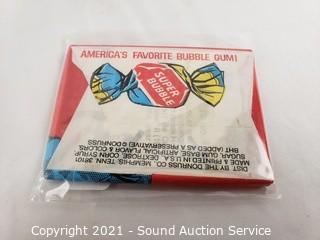 AMERICA'S FAVORITE BUBBLE GUM!
SUPER
BUBBLE
DIST. BY THE DONRUSS CO., MEMPHIS, TENN. 38101
MADE & PRINTED IN U.S.A. DEXTROSE, CORN SYRUP,
SUGAR, GUM BASE, ARTIFICIAL FLAVOR & COLORS,
BHT (ADDED AS A PRESERVATIVE) © DONRUSS
Copyright 2021 - Sound Auction Service